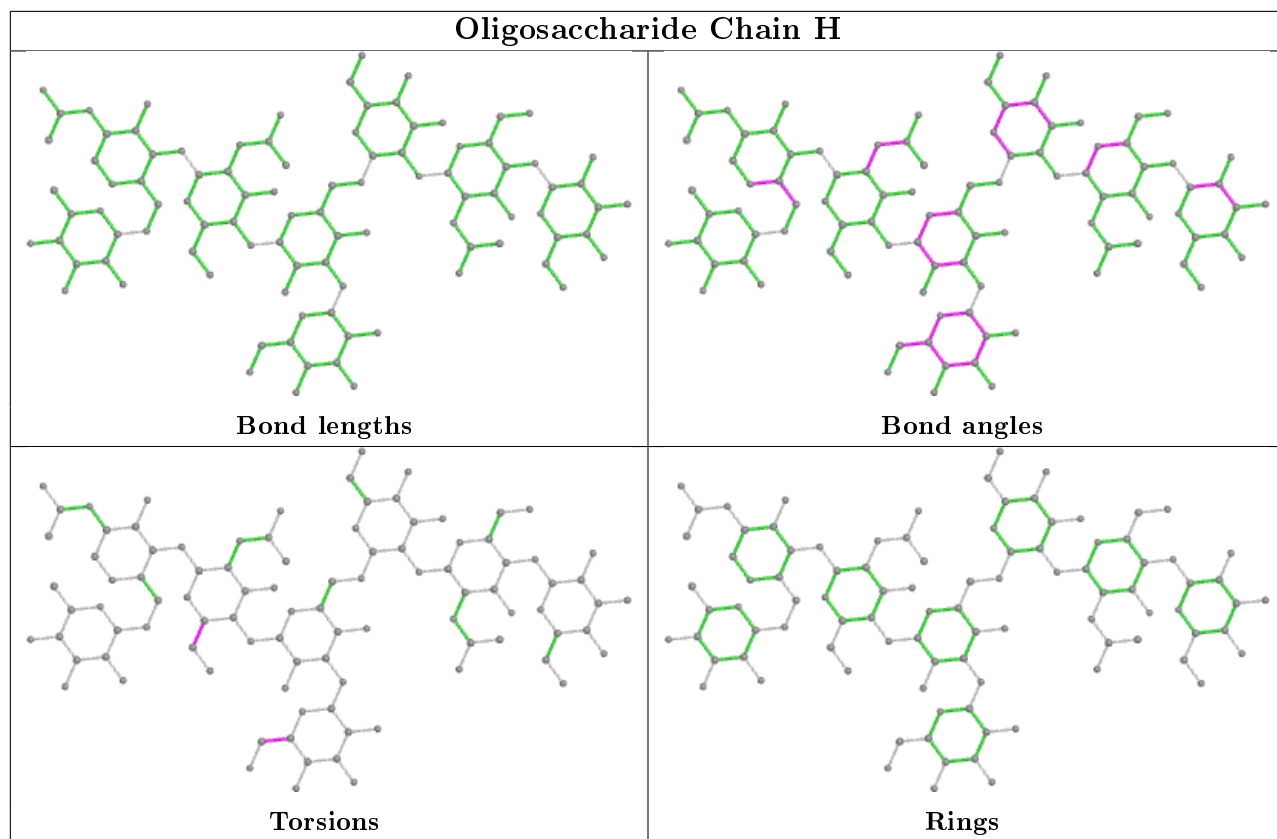 Oligosaccharide Chain H
Bond lengths
Bond angles
Torsions
Rings